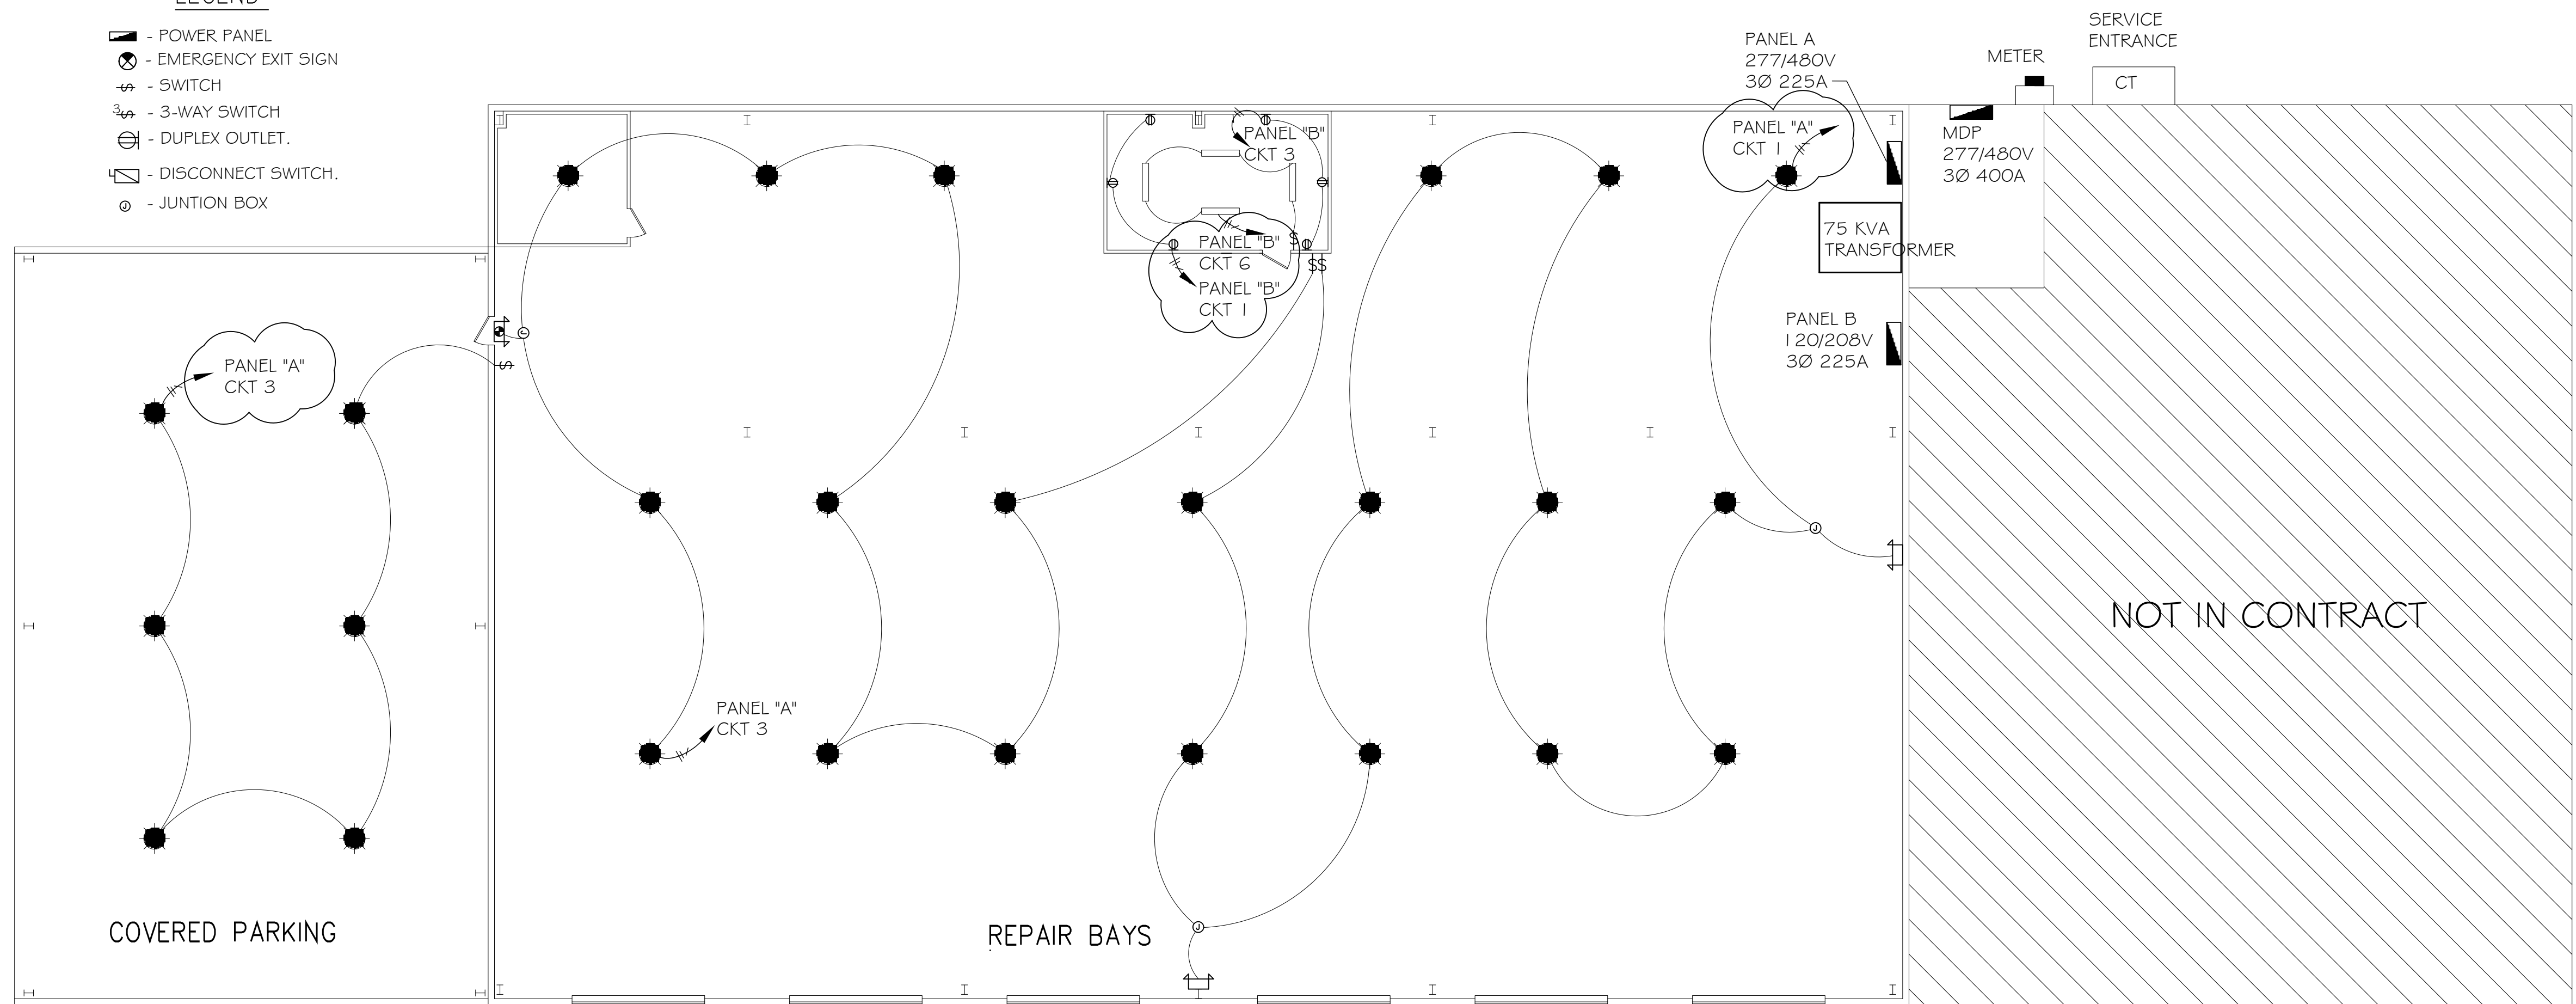 LEGEND
- POWER PANEL
- EMERGENCY EXIT SIGN
- SWITCH
3 - 3-WAY SWITCH
- DUPLEX OUTLET.
- DISCONNECT SWITCH.
J - JUNTION BOX
SERVICE
ENTRANCE
METER
CT
PANEL A
277/480V
3Ø 225A
PANEL "A"
CKT 1
MDP
277/480V
3Ø 400A
PANEL "B"
CKT 3
75 KVA
TRANSFORMER
PANEL "B"
CKT 6
PANEL "B"
CKT 1
S
SS
PANEL B
120/208V
3Ø 225A
J
PANEL "A"
CKT 3
J
NOT IN CONTRACT
PANEL "A"
CKT 3
J
COVERED PARKING
REPAIR BAYS